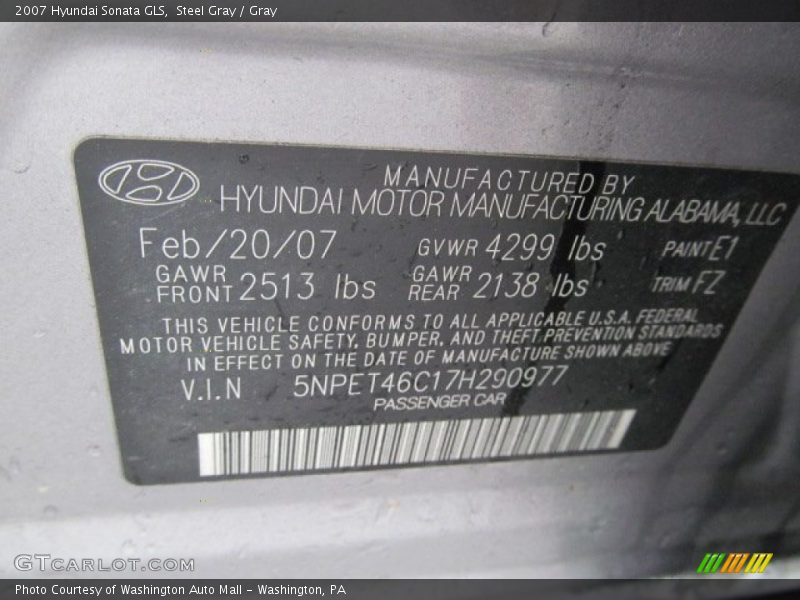 2007 Hyundai Sonata GLS, Steel Gray / Gray
MANUFACTURED BY
HYUNDAI MOTOR MANUFACTURING ALABAMA, LLC
Feb/20/07 GVWR 4299 lbs PAINT E1
GAWR FRONT 2513 lbs GAWR REAR 2138 lbs TRIM FZ
THIS VEHICLE CONFORMS TO ALL APPLICABLE U.S.A. FEDERAL
MOTOR VEHICLE SAFETY, BUMPER, AND THEFT PREVENTION STANDARDS
IN EFFECT ON THE DATE OF MANUFACTURE SHOWN ABOVE
V.I.N 5NPET46C17H290977
PASSENGER CAR
GTcarlot.com
Photo Courtesy of Washington Auto Mall - Washington, PA